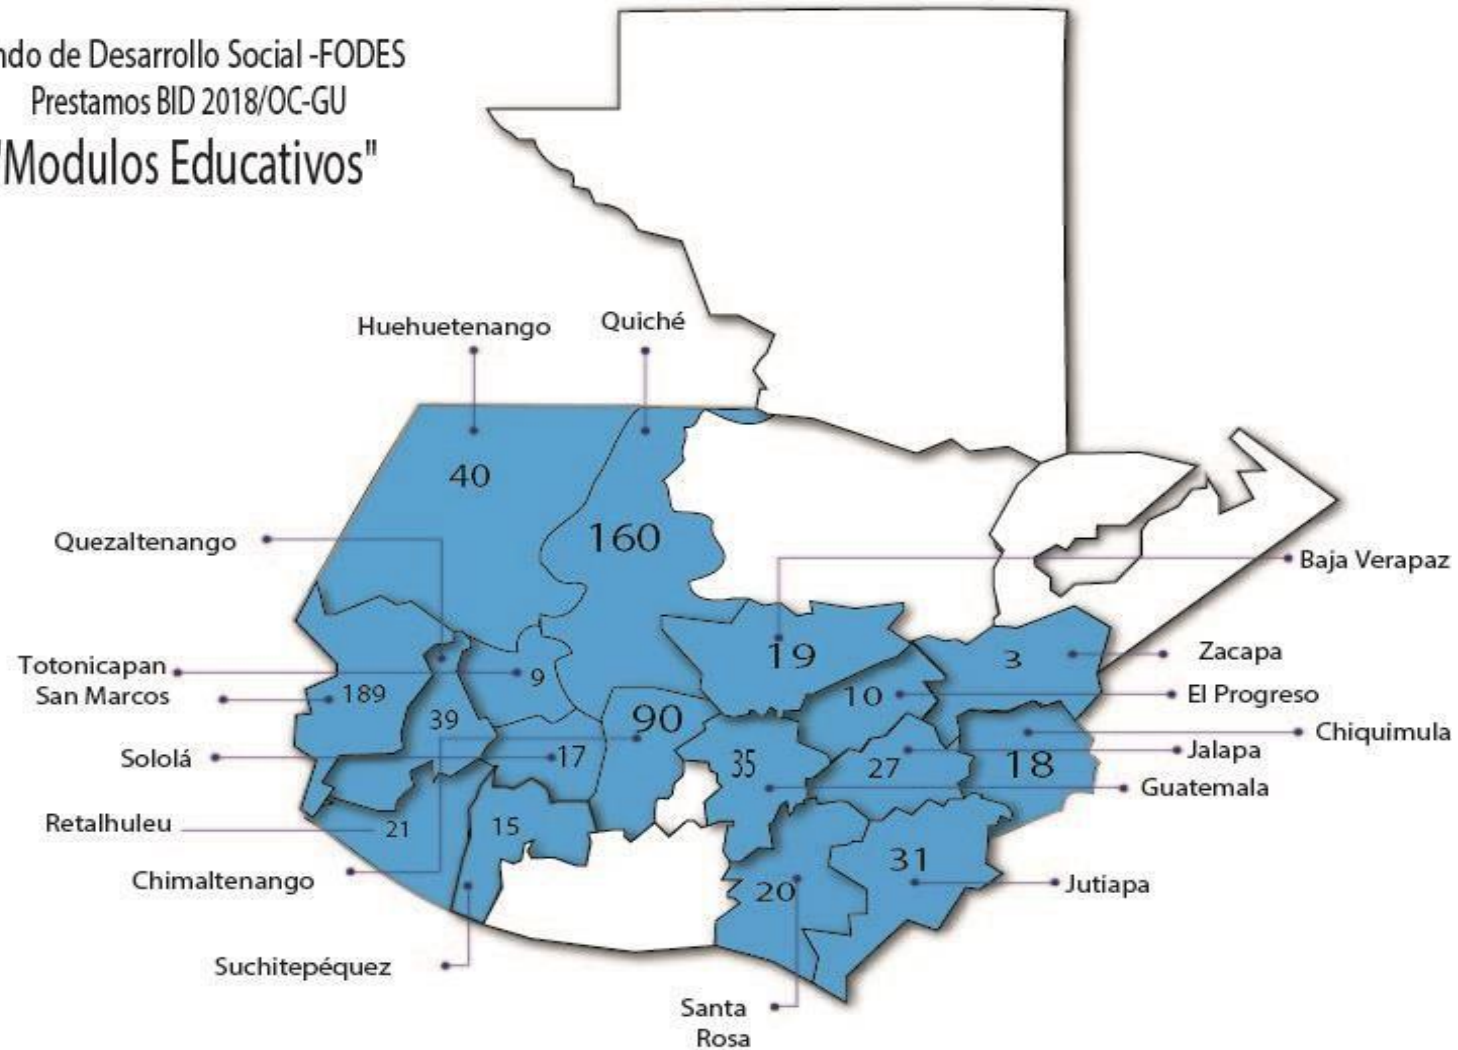 ndo de Desarrollo Social -FODES
Prestamos BID 2018/OC-GU
"Modulos Educativos"
Huehuetenango
Quiché
40
160
Quezaltenango
Baja Verapaz
19
Totonicapan
9
3
Zacapa
San Marcos
189
10
El Progreso
39
90
Chiquimula
Sololá
17
35
27
Jalapa
18
Guatemala
Retalhuleu
21
15
31
Chimaltenango
20
Jutiapa
Suchitepéquez
Santa
Rosa